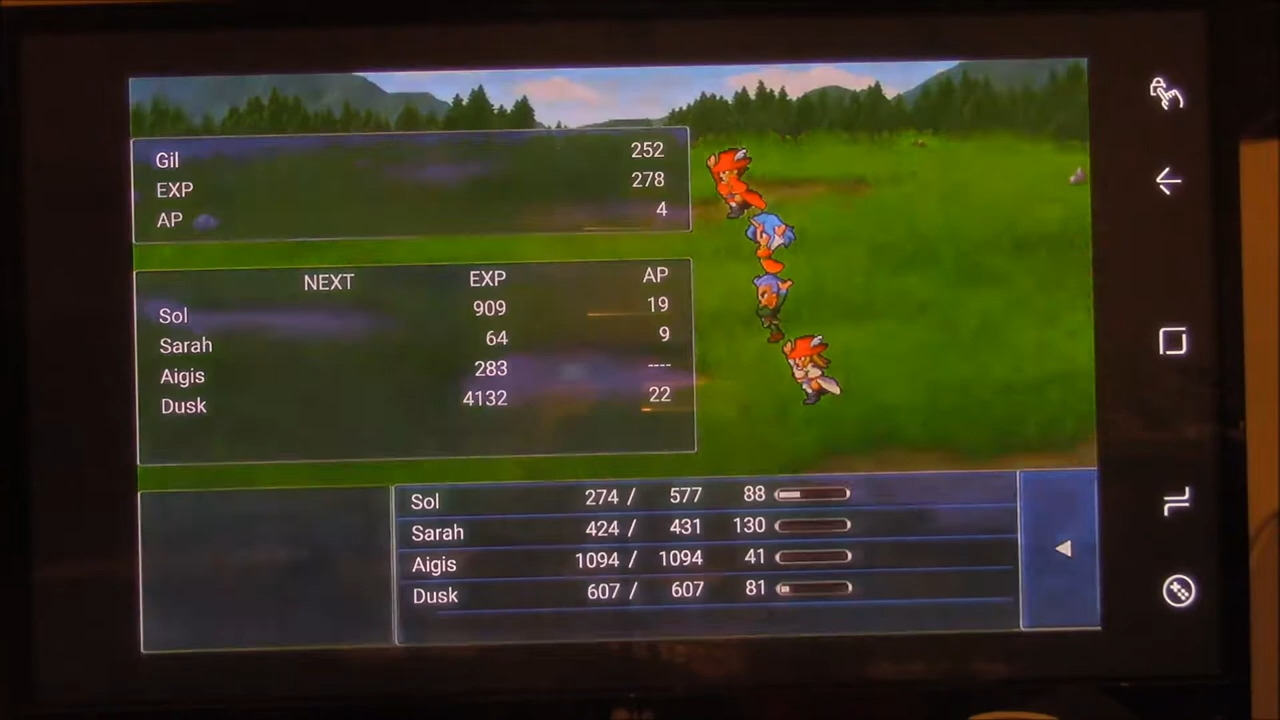 Gil 252
EXP 278
AP 4
NEXT EXP AP
Sol 909 19
Sarah 64 9
Aigis 283 ----
Dusk 4132 22
Sol 274 / 577 88
Sarah 424 / 431 130
Aigis 1094 / 1094 41
Dusk 607 / 607 81